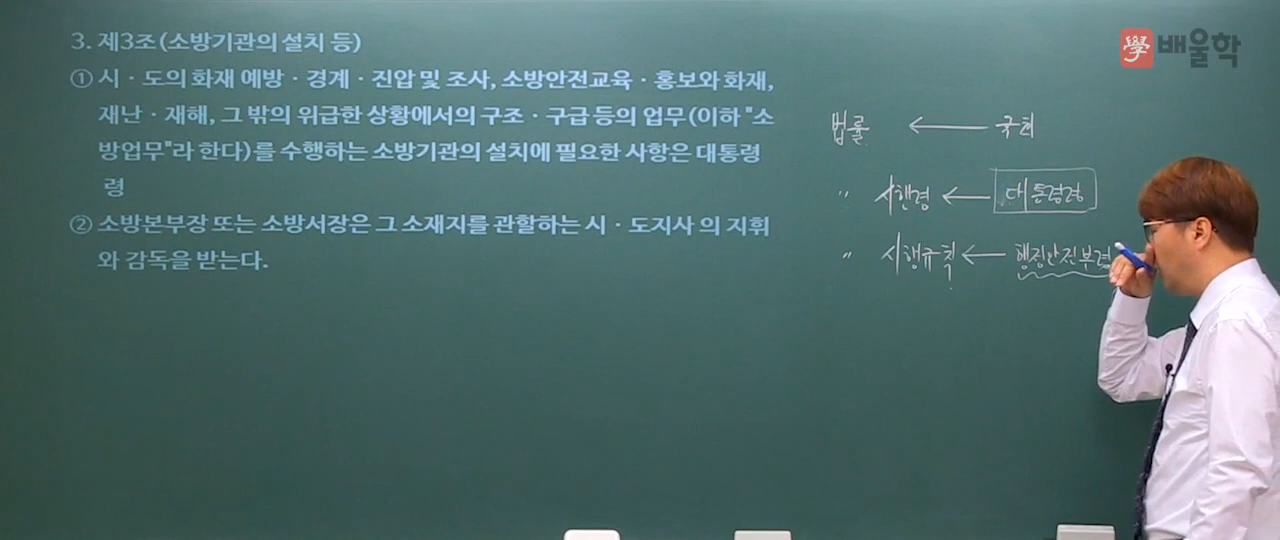 3. 제3조(소방기관의 설치 등)
① 시 · 도의 화재 예방 · 경계 · 진압 및 조사, 소방안전교육 · 홍보와 화재,
재난 · 재해, 그 밖의 위급한 상황에서의 구조 · 구급 등의 업무(이하 "소
방업무"라 한다)를 수행하는 소방기관의 설치에 필요한 사항은 대통령
령
② 소방본부장 또는 소방서장은 그 소재지를 관할하는 시 · 도지사 의 지휘
와 감독을 받는다.
學 배울학
법률 ← 국회
〃 시행령 ← 대통령령
〃 시행규칙 ← 행정안전부령